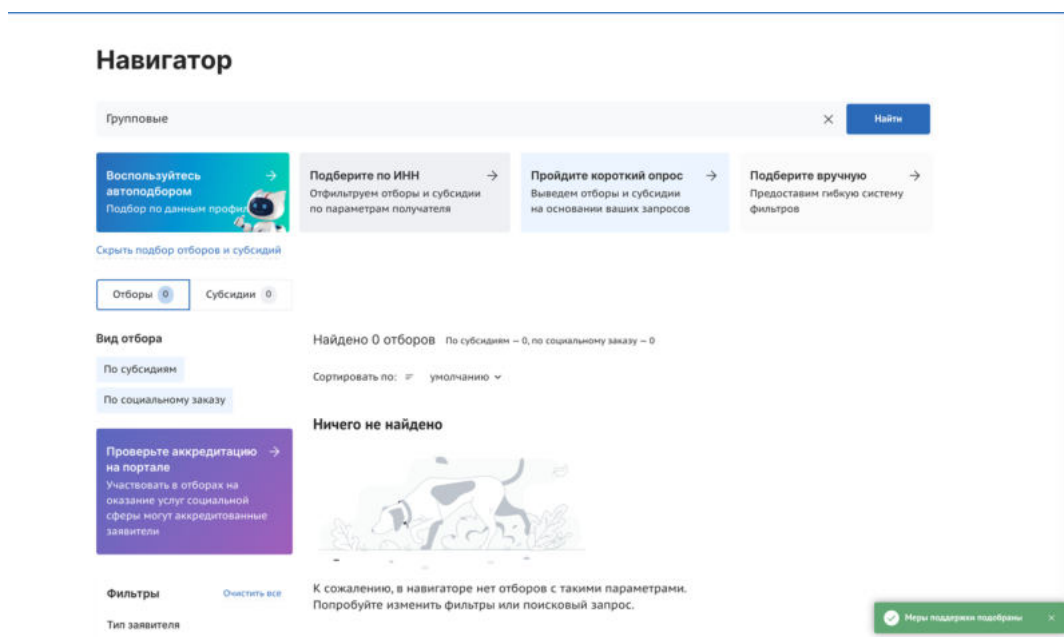 Навигатор
Групповые
Найти
Воспользуйтесь
автоподбором
Подбор по данным
Подберите по ИНН
Отфильтруем отборы и субсидии
по параметрам получателя
Пройдите короткий опрос
Выведем отборы и субсидии
на основании ваших запросов
Подберите вручную
Предоставим гибкую систему
фильтров
Скрыть подбор отборов и субсидий
Отборы 0
Субсидии 0
Вид отбора
По субсидиям
По социальному заказу
Найдено 0 отборов По субсидиям – 0, по социальному заказу – 0
Сортировать по: умолчанию
Ничего не найдено
Проверьте аккредитацию
на портале
Участвовать в отборах на
оказание услуг социальной
сферы могут аккредитованные
заявители
К сожалению, в навигаторе нет отборов с такими параметрами.
Попробуйте изменить фильтры или поисковый запрос.
Фильтры
Очистить все
Тип заявителя
Меры поддержки подобраны